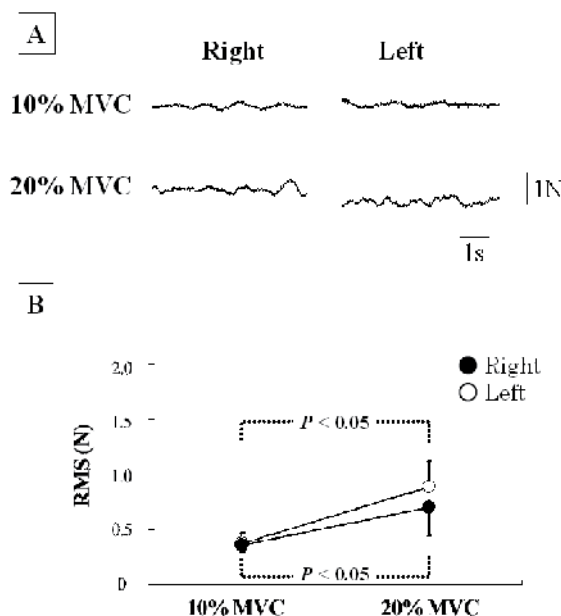 A
Right Left
10% MVC
20% MVC
1N
1s
B
Right
Left
2.0
1.5
1.0
0.5
0
RMS (N)
P < 0.05
P < 0.05
10% MVC 20% MVC